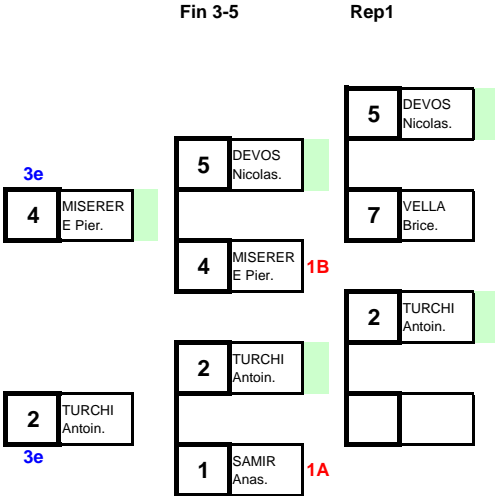 Fin 3-5 Rep1
5 DEVOS
Nicolas.
5 DEVOS
Nicolas.
3e
4 MISERER
E Pier.
7 VELLA
Brice.
4 MISERER
E Pier.
1B
2 TURCHI
Antoin.
2 TURCHI
Antoin.
2 TURCHI
Antoin.
3e
1 SAMIR
Anas.
1A